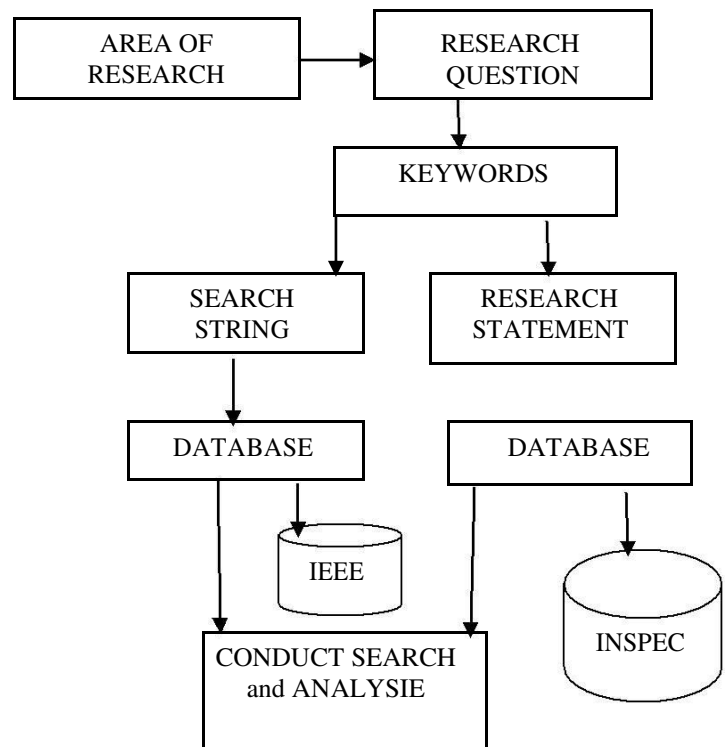 AREA OF
RESEARCH
RESEARCH
QUESTION
KEYWORDS
SEARCH
STRING
RESEARCH
STATEMENT
DATABASE
DATABASE
IEEE
INSPEC
CONDUCT SEARCH
and ANALYSIE